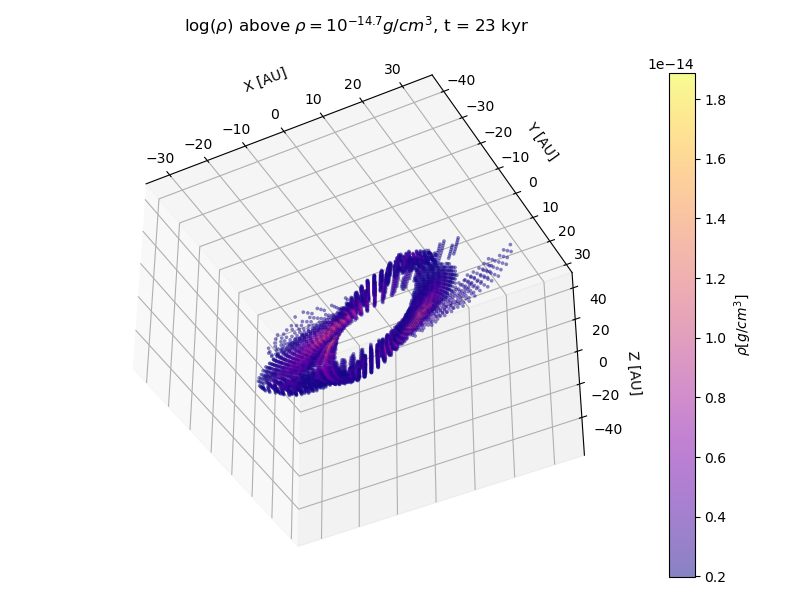 log(ρ) above ρ = 10^{−14.7} g/cm^3, t = 23 kyr
X [AU]
−30 −20 −10 0 10 20 30
Y [AU]
−40 −30 −20 −10 0 10 20 30
Z [AU]
40 20 0 −20 −40
1e−14
1.8
1.6
1.4
1.2
1.0
0.8
0.6
0.4
0.2
ρ[g/cm^3]